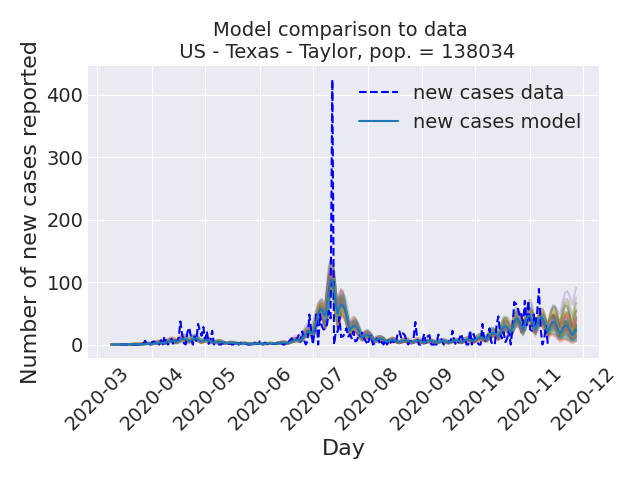 Model comparison to data
US - Texas - Taylor, pop. = 138034
Number of new cases reported
400
300
200
100
0
new cases data
new cases model
2020-03
2020-04
2020-05
2020-06
2020-07
2020-08
2020-09
2020-10
2020-11
2020-12
Day